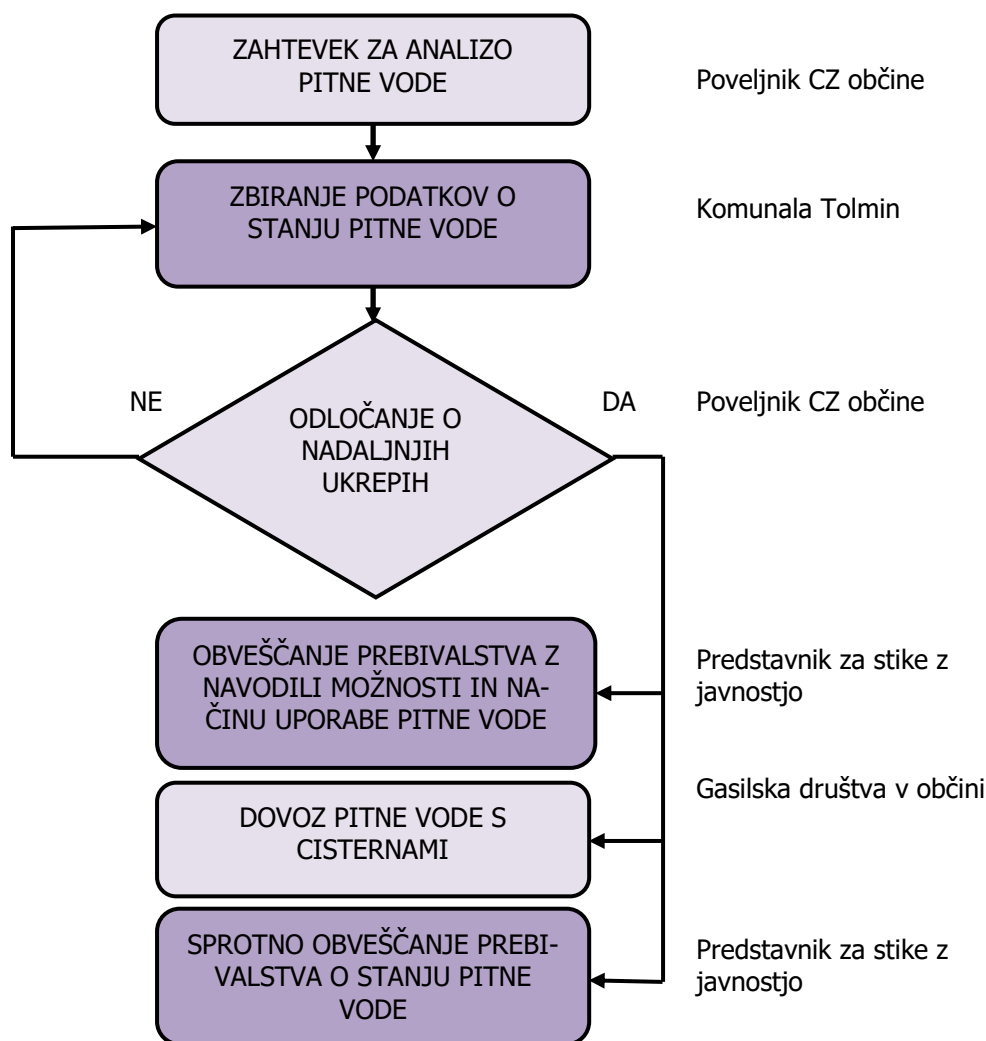 ZAHTEVEK ZA ANALIZO
PITNE VODE
Poveljnik CZ občine
ZBIRANJE PODATKOV O
STANJU PITNE VODE
Komunala Tolmin
NE
ODLOČANJE O
NADALJNJIH
UKREPIH
DA
Poveljnik CZ občine
OBVEŠČANJE PREBIVALSTVA Z
NAVODILI MOŽNOSTI IN NA-
ČINU UPORABE PITNE VODE
Predstavnik za stike z
javnostjo
DOVOZ PITNE VODE S
CISTERNAMI
Gasilska društva v občini
SPROTNO OBVEŠČANJE PREBI-
VALSTVA O STANJU PITNE
VODE
Predstavnik za stike z
javnostjo